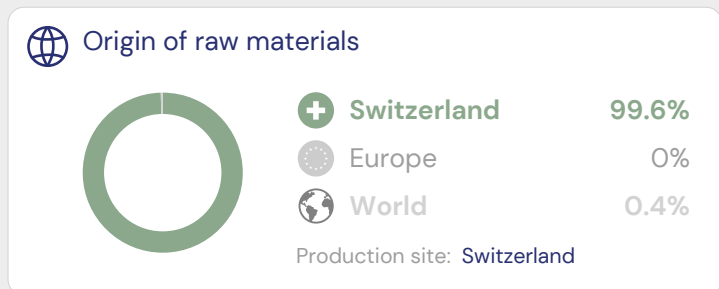 Origin of raw materials
Switzerland 99.6%
Europe 0%
World 0.4%
Production site: Switzerland